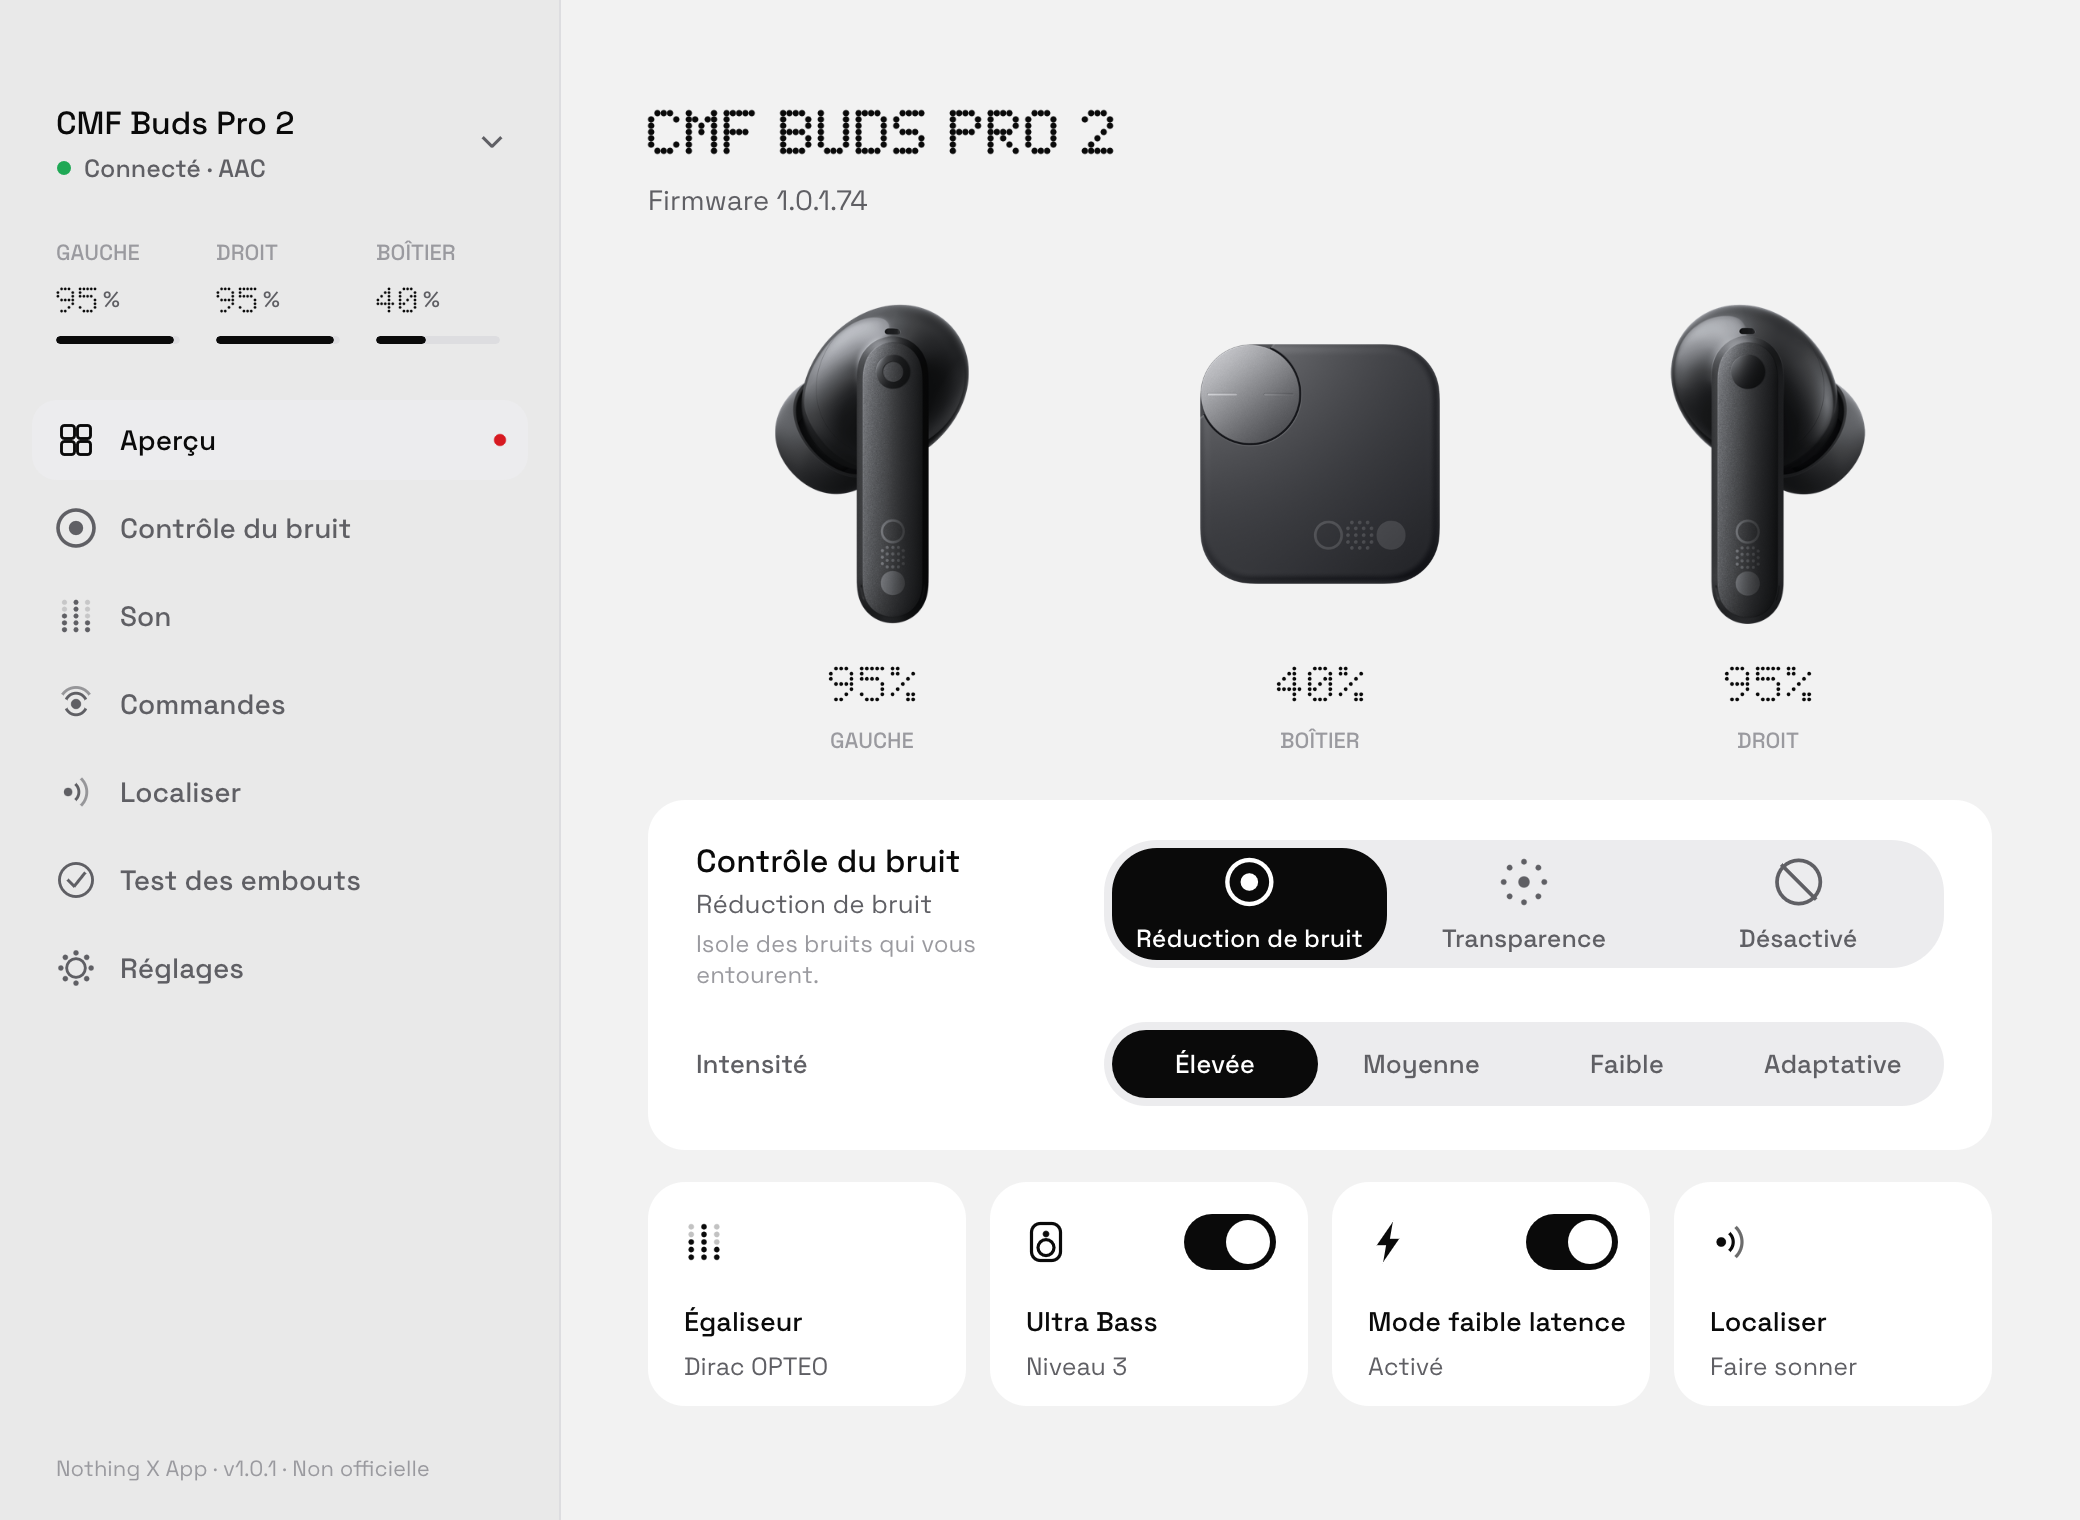 CMF Buds Pro 2
Connecté · AAC
GAUCHE DROIT BOÎTIER
95% 95% 40%
Aperçu
Contrôle du bruit
Son
Commandes
Localiser
Test des embouts
Réglages
Nothing X App · v1.0.1 · Non officielle
CMF BUDS PRO 2
Firmware 1.0.1.74
95% 40% 95%
GAUCHE BOÎTIER DROIT
Contrôle du bruit
Réduction de bruit
Isole des bruits qui vous
entourent.
Réduction de bruit Transparence Désactivé
Intensité
Élevée Moyenne Faible Adaptative
Égaliseur
Dirac OPTEO
Ultra Bass
Niveau 3
Mode faible latence
Activé
Localiser
Faire sonner